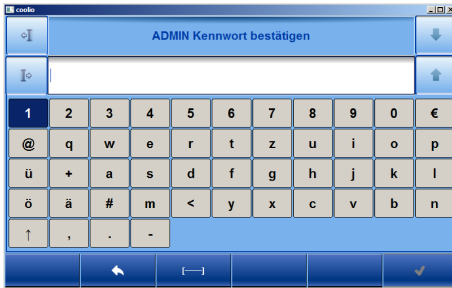 coolio
ADMIN Kennwort bestätigen
1 2 3 4 5 6 7 8 9 0 €
@ q w e r t z u i o p
ü + a s d f g h j k l
ö ä # m < y x c v b n
↑ , . -